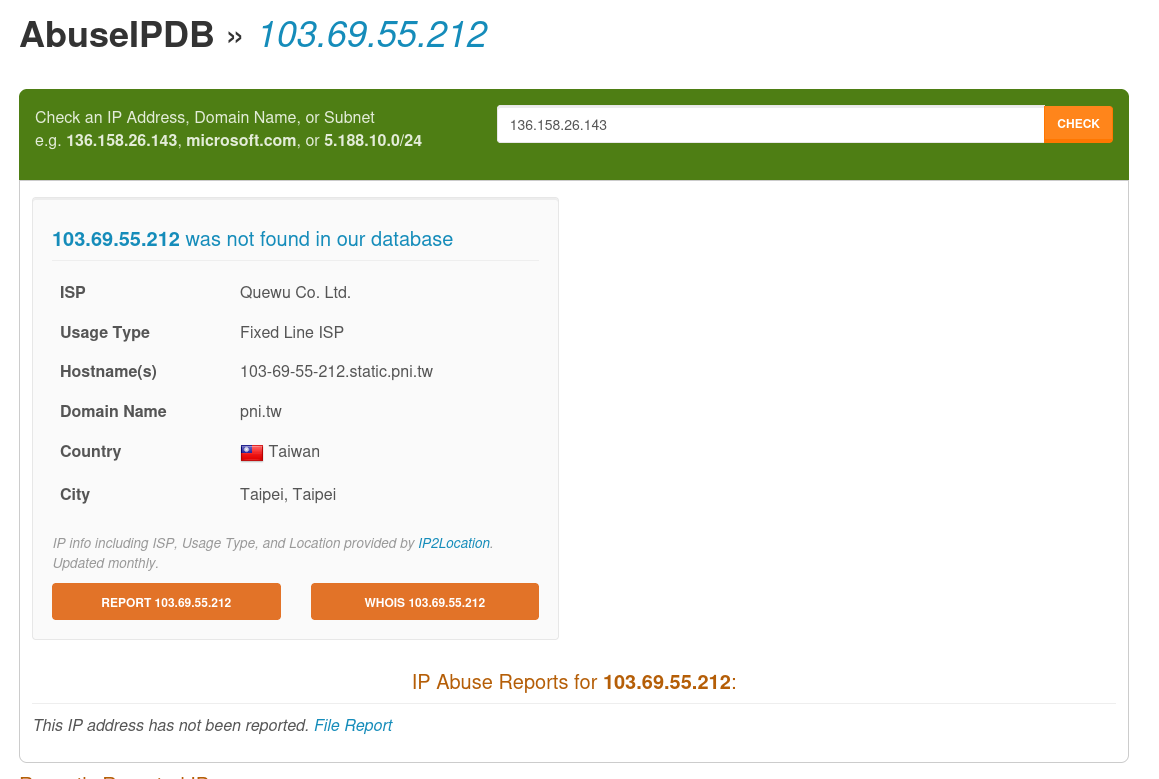 AbuseIPDB » 103.69.55.212
Check an IP Address, Domain Name, or Subnet
e.g. 136.158.26.143, microsoft.com, or 5.188.10.0/24
136.158.26.143
CHECK
103.69.55.212 was not found in our database
ISP Quewu Co. Ltd.
Usage Type Fixed Line ISP
Hostname(s) 103-69-55-212.static.pni.tw
Domain Name pni.tw
Country Taiwan
City Taipei, Taipei
IP info including ISP, Usage Type, and Location provided by IP2Location.
Updated monthly.
REPORT 103.69.55.212
WHOIS 103.69.55.212
IP Abuse Reports for 103.69.55.212:
This IP address has not been reported. File Report